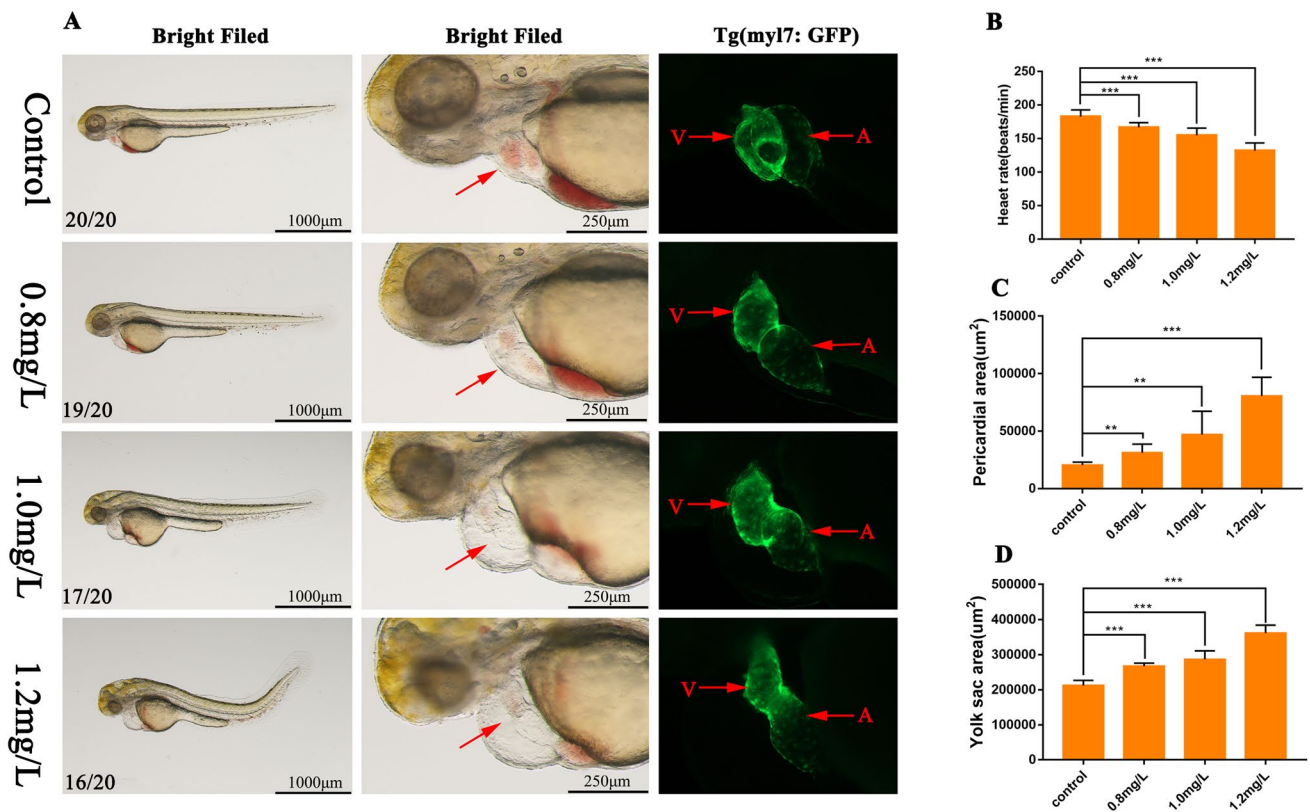 A
Bright Filed
Bright Filed
Tg(myl7: GFP)
Control
20/20
1000μm
250μm
V
A
0.8mg/L
19/20
1000μm
250μm
V
A
1.0mg/L
17/20
1000μm
250μm
V
A
1.2mg/L
16/20
1000μm
250μm
V
A
B
Heaet rate(beats/min)
250
200
150
100
50
0
***
***
***
control
0.8mg/L
1.0mg/L
1.2mg/L
C
Pericardial area(um²)
150000
100000
50000
0
***
**
**
control
0.8mg/L
1.0mg/L
1.2mg/L
D
Yolk sac area(um²)
500000
400000
300000
200000
100000
0
***
***
***
control
0.8mg/L
1.0mg/L
1.2mg/L